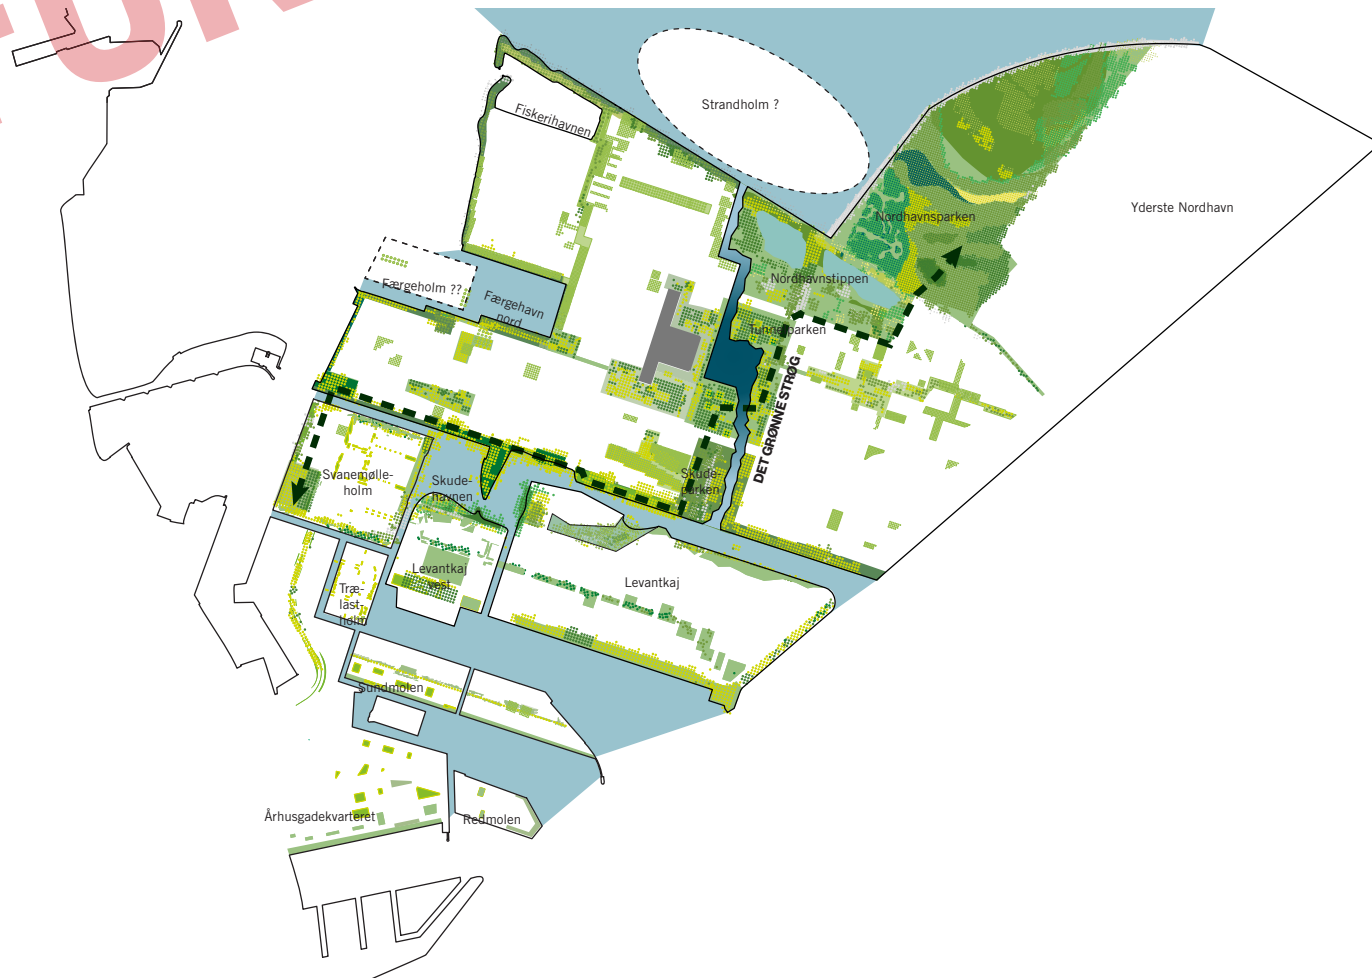 Strandholm ?
Fiskerihavnen
Yderste Nordhavn
Nordhavnsparken
Nordhavnstippen
Færgeholm ??
Færgehavn
nord
Tunnelparken
DET GRØNNE STRØG
Svanemølle-
holm
Skude-
havnen
Skude-
parken
Levantkaj
vest
Levantkaj
Træ-
last-
holm
Sundmolen
Århusgadekvarteret
Redmolen